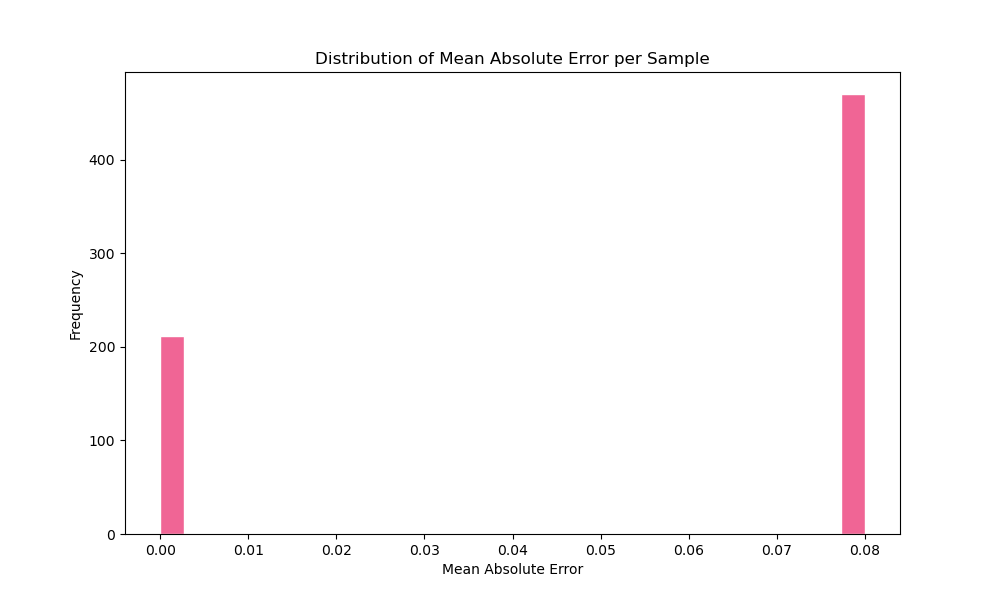 Distribution of Mean Absolute Error per Sample
Frequency
400
300
200
100
0
0.00 0.01 0.02 0.03 0.04 0.05 0.06 0.07 0.08
Mean Absolute Error